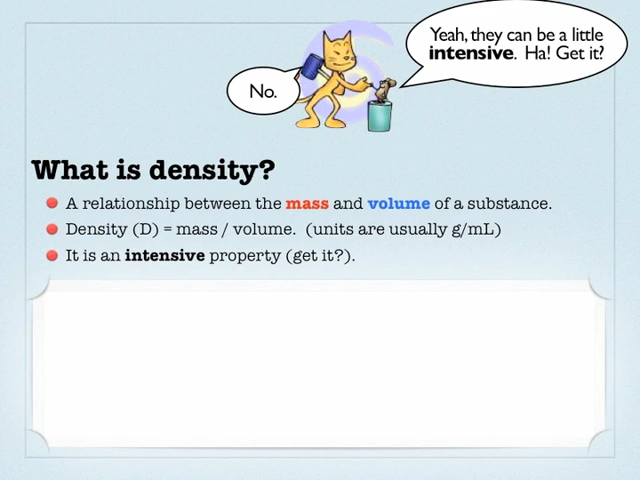 Yeah, they can be a little
intensive. Ha! Get it?
No.
What is density?
A relationship between the mass and volume of a substance.
Density (D) = mass / volume. (units are usually g/mL)
It is an intensive property (get it?).